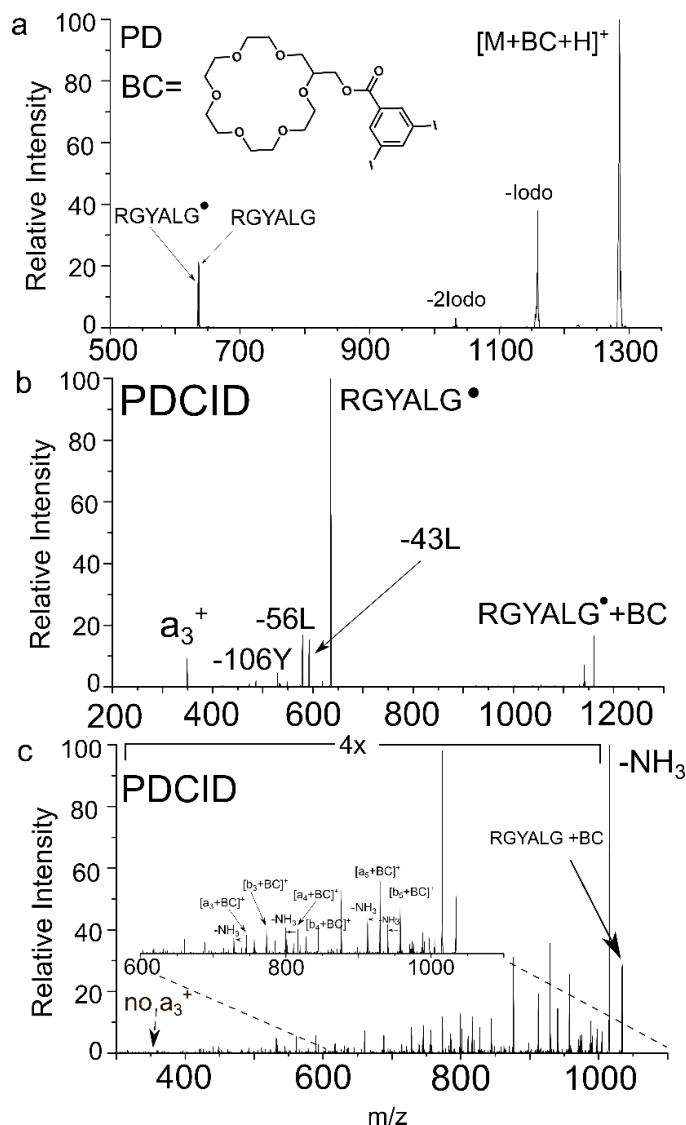 a
PD
BC=
O
O
O
O
O
O
O
O
I
I
[M+BC+H]+
-Iodo
-2Iodo
RGYALG•
RGYALG
Relative Intensity
100
80
60
40
20
0
500
700
900
1100
1300
b
PDCID
RGYALG •
-43L
-56L
-106Y
a3+
RGYALG•+BC
Relative Intensity
100
80
60
40
20
0
200
400
600
800
1000
1200
c
4x
PDCID
-NH3
RGYALG +BC
[a3+BC]+
[b3+BC]+
[a4+BC]+
[b4+BC]+
[a5+BC]+
[b5+BC]+
-NH3
-NH3
-NH3
-NH3
600
800
1000
no,a3+
Relative Intensity
100
80
60
40
20
0
400
600
800
1000
m/z